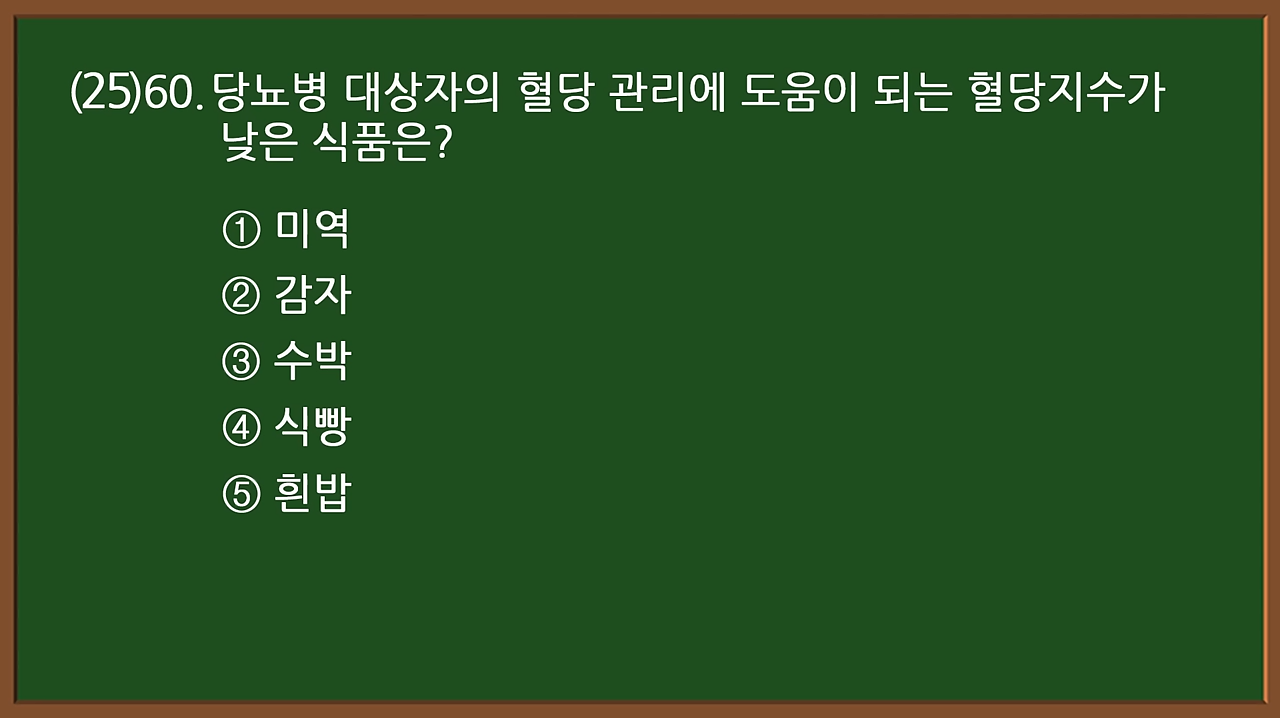 (25)60. 당뇨병 대상자의 혈당 관리에 도움이 되는 혈당지수가
낮은 식품은?
① 미역
② 감자
③ 수박
④ 식빵
⑤ 흰밥